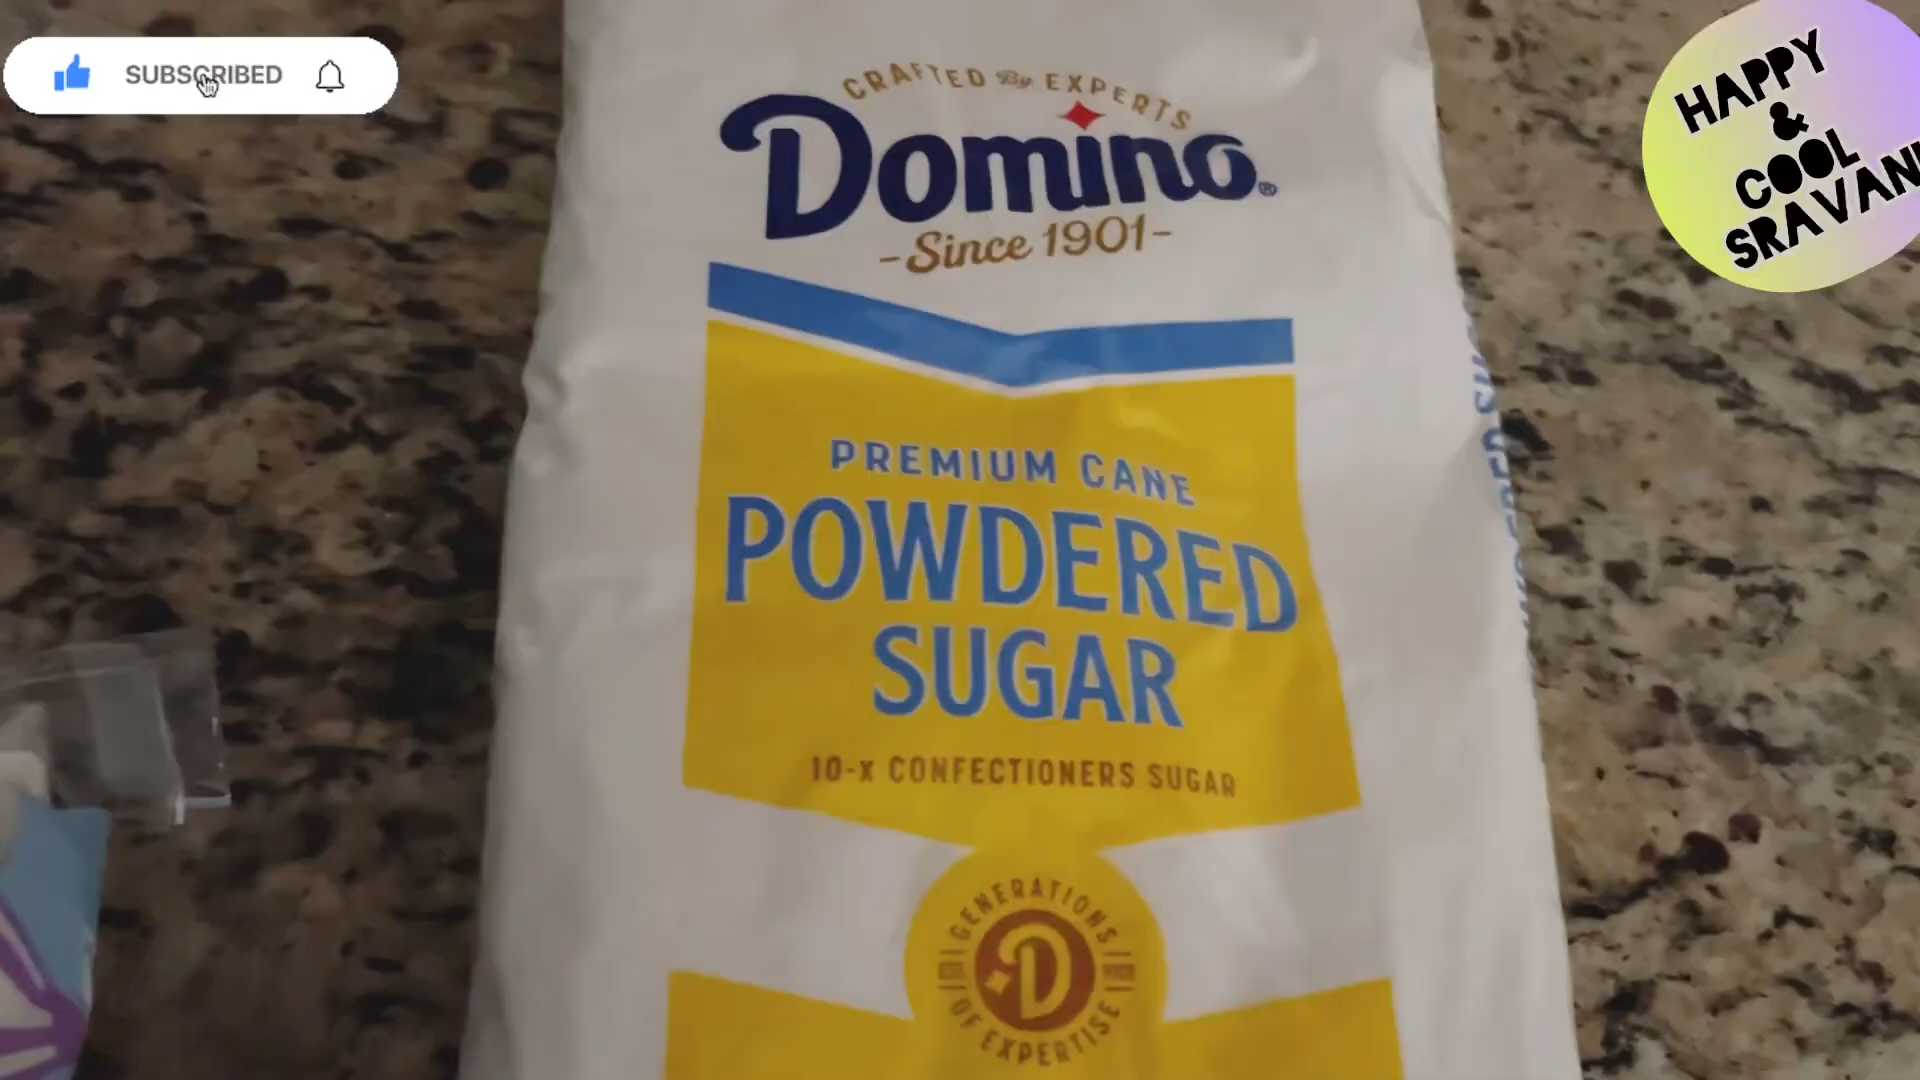 SUBSCRIBED
HAPPY
&
COOL
SRAVANI
CRAFTED By EXPERTS
Domino®
-Since 1901-
PREMIUM CANE
POWDERED
SUGAR
10-X CONFECTIONERS SUGAR
GENERATIONS
D
OF EXPERTISE